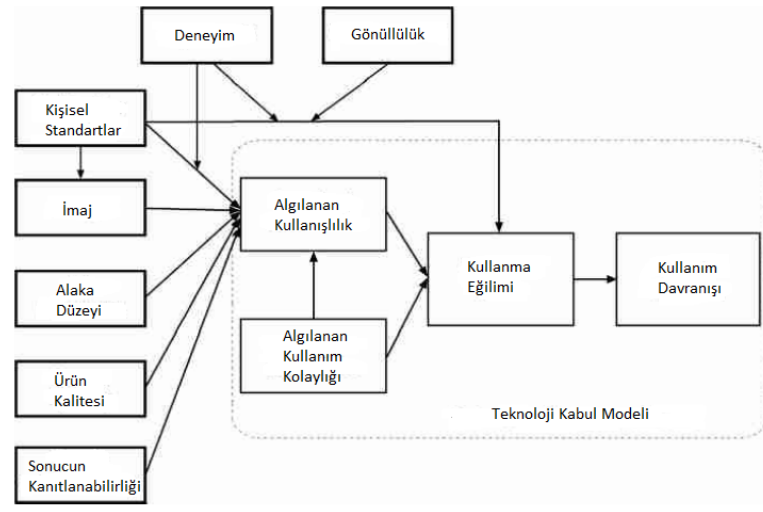 Deneyim
Gönüllülük
Kişisel
Standartlar
İmaj
Algılanan
Kullanışlılık
Alaka
Düzeyi
Kullanma
Eğilimi
Kullanım
Davranışı
Algılanan
Kullanım
Kolaylığı
Ürün
Kalitesi
Teknoloji Kabul Modeli
Sonucun
Kanıtlanabilirliği